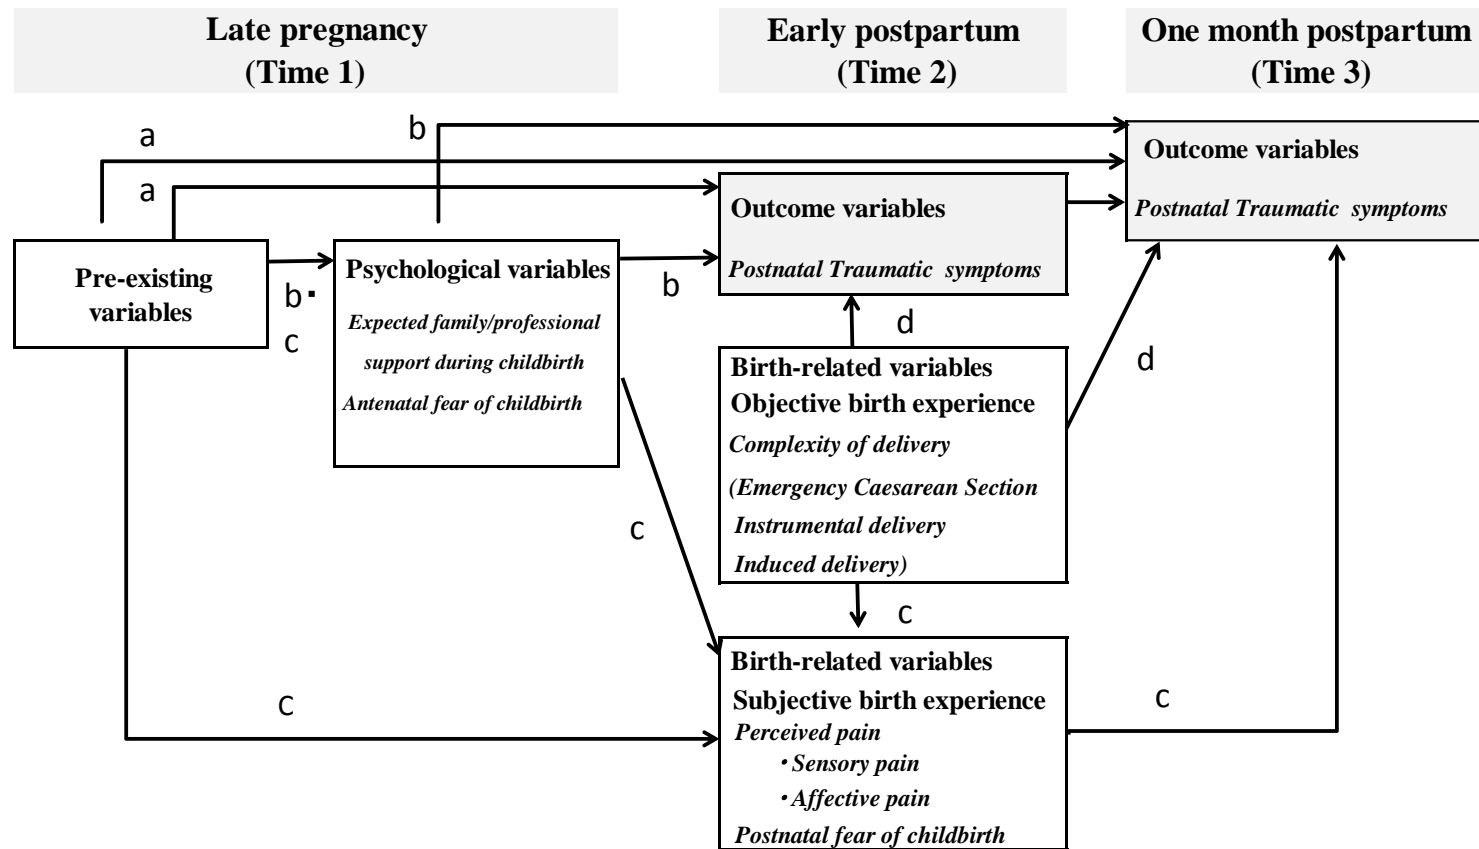 Late pregnancy
(Time 1)
Early postpartum
(Time 2)
One month postpartum
(Time 3)
a
b
a
Outcome variables
Postnatal Traumatic symptoms
Outcome variables
Postnatal Traumatic symptoms
Pre-existing
variables
b・
c
Psychological variables
Expected family/professional
support during childbirth
Antenatal fear of childbirth
b
d
d
Birth-related variables
Objective birth experience
Complexity of delivery
(Emergency Caesarean Section
Instrumental delivery
Induced delivery)
c
c
c
c
Birth-related variables
Subjective birth experience
Perceived pain
・Sensory pain
・Affective pain
Postnatal fear of childbirth